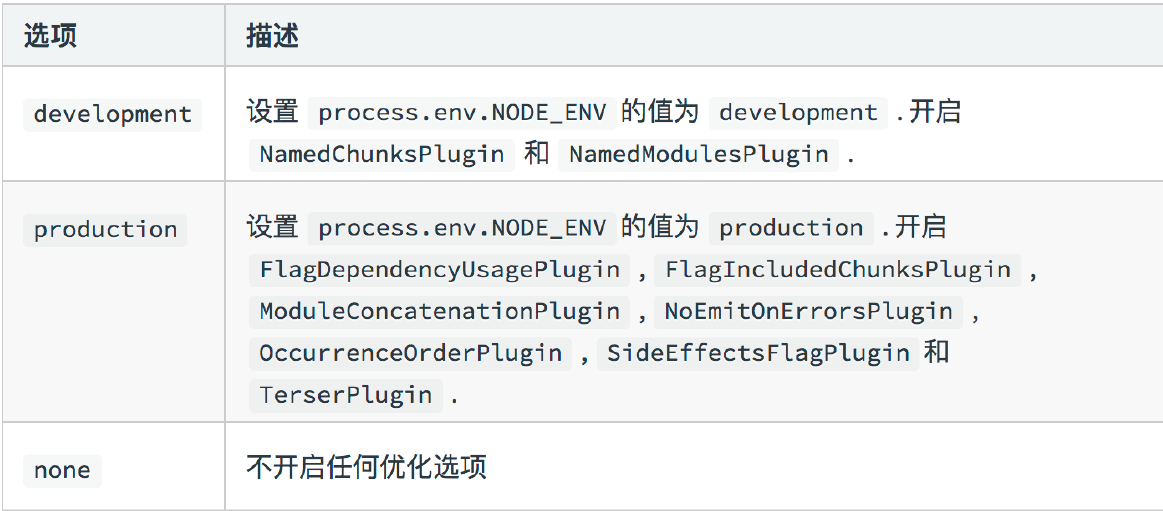 选项 描述
development 设置 process.env.NODE_ENV 的值为 development .开启
NamedChunksPlugin 和 NamedModulesPlugin .
production 设置 process.env.NODE_ENV 的值为 production .开启
FlagDependencyUsagePlugin , FlagIncludedChunksPlugin ,
ModuleConcatenationPlugin , NoEmitOnErrorsPlugin ,
OccurrenceOrderPlugin , SideEffectsFlagPlugin 和
TerserPlugin .
none 不开启任何优化选项